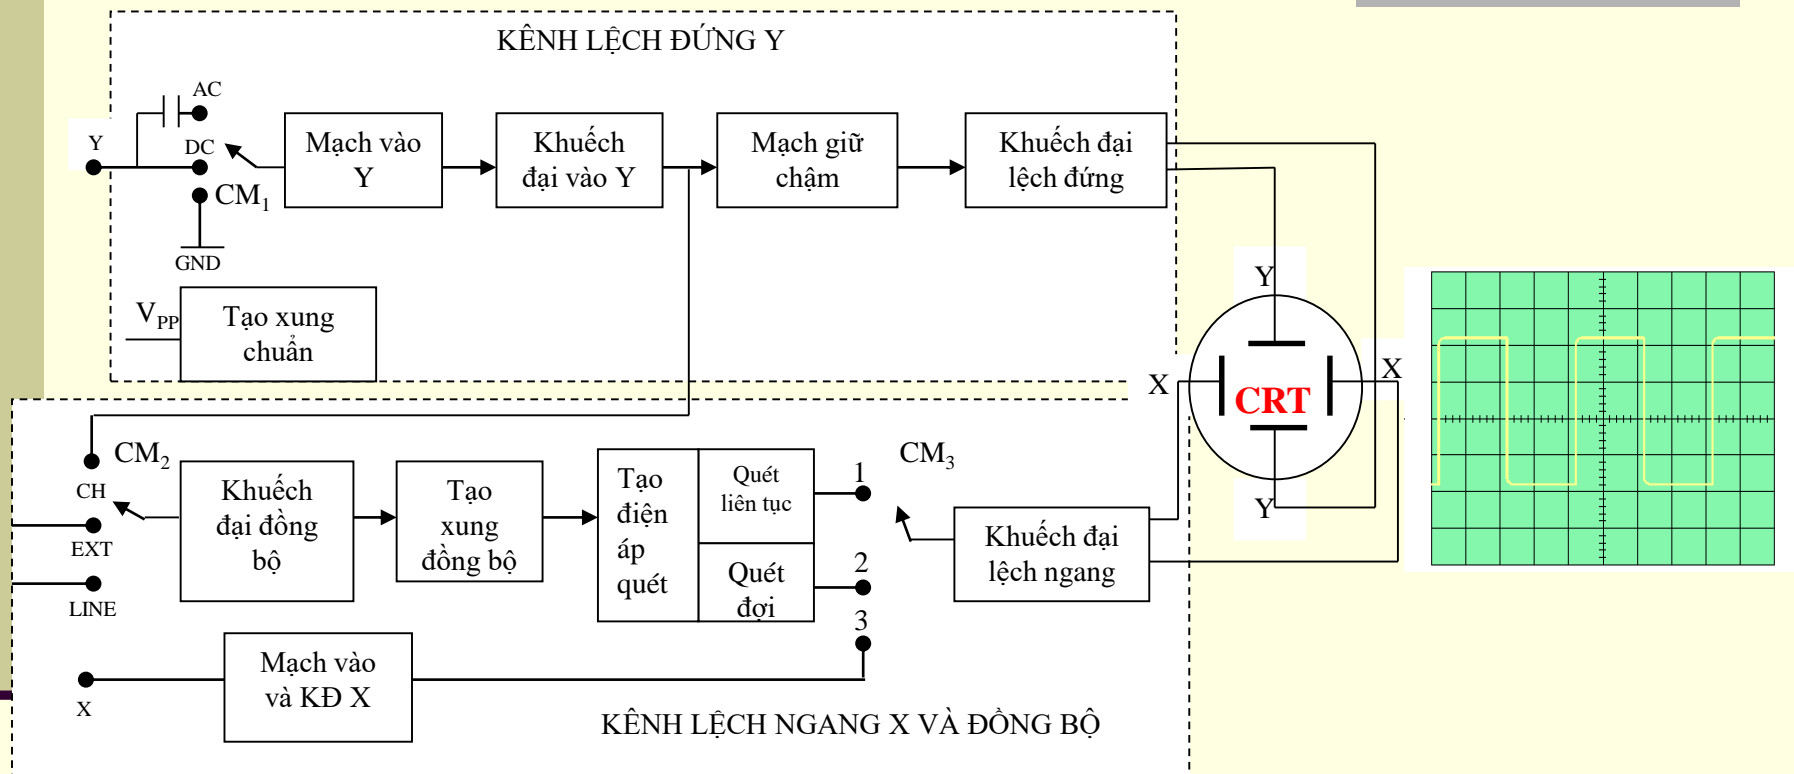 KÊNH LỆCH ĐỨNG Y
AC
Y
DC
CM1
GND
Mạch vào
Y
Khuếch
đại vào Y
Mạch giữ
chậm
Khuếch đại
lệch đứng
VPP
Tạo xung
chuẩn
Y
X
CRT
X
Y
CM2
CH
EXT
LINE
Khuếch
đại đồng
bộ
Tạo
xung
đồng bộ
Tạo
điện
áp
quét
Quét
liên tục
Quét
đợi
1
2
3
CM3
Khuếch đại
lệch ngang
X
Mạch vào
và KĐ X
KÊNH LỆCH NGANG X VÀ ĐỒNG BỘ